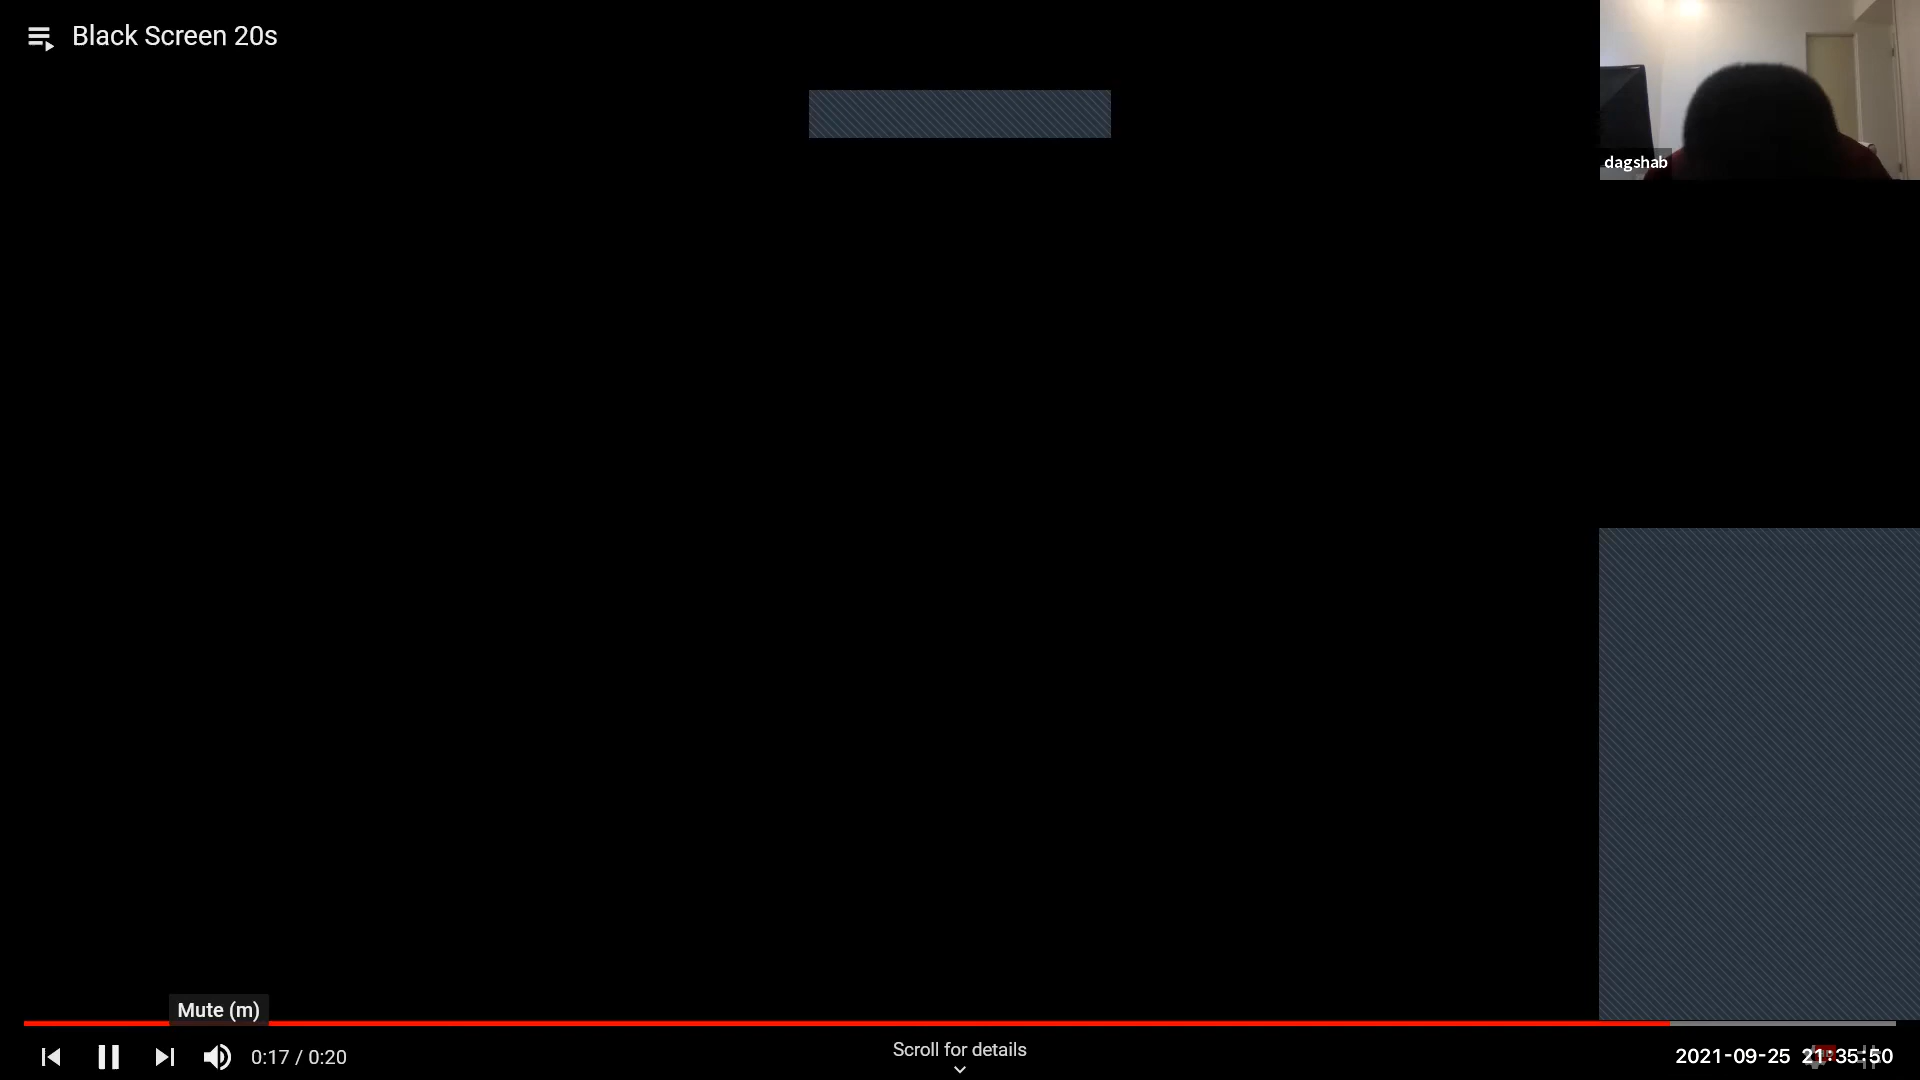 Black Screen 20s
dagshab
Mute (m)
0:17 / 0:20
Scroll for details
2021-09-25 21:35:50